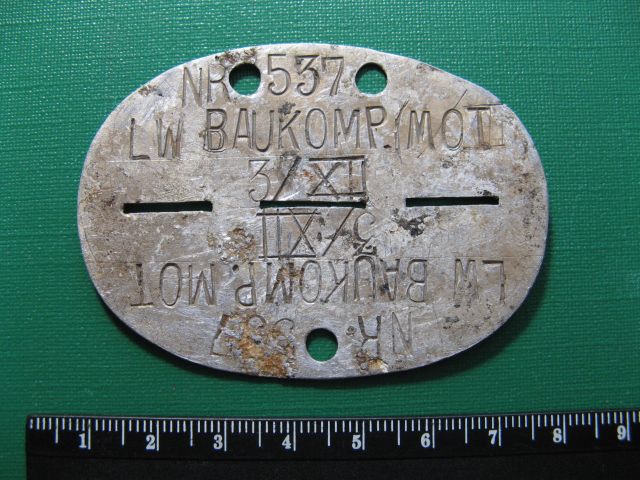 NR 537
LW BAUKOMP.(MOT
3/XII
3/XII
LW BAUKOMP. MOT
NR 537
1 2 3 4 5 6 7 8 9